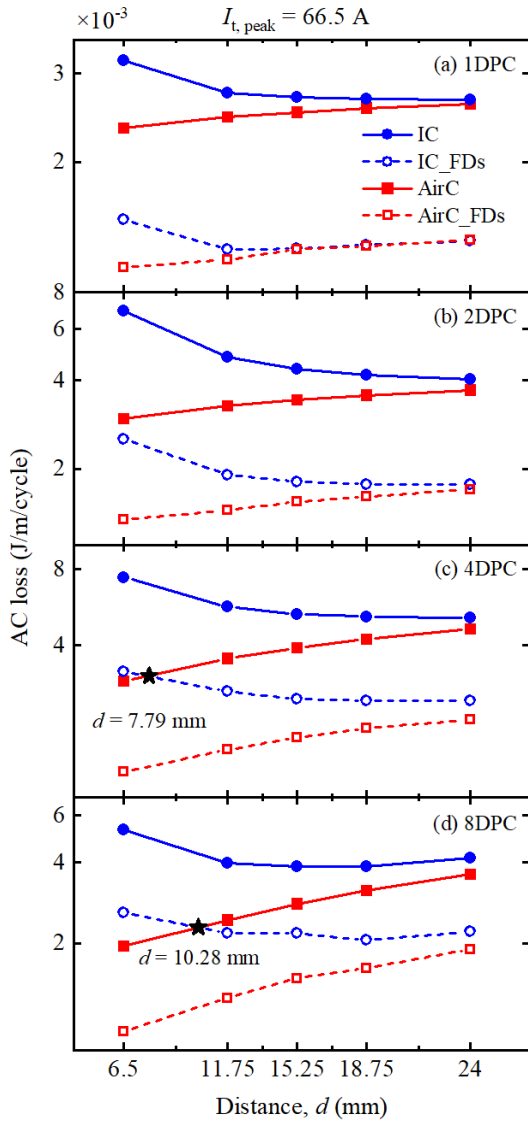 ×10⁻³
I_t, peak = 66.5 A
(a) 1DPC
3
2
IC
IC_FDs
AirC
AirC_FDs
8
(b) 2DPC
6
4
2
AC loss (J/m/cycle)
(c) 4DPC
8
4
d = 7.79 mm
(d) 8DPC
6
4
2
d = 10.28 mm
6.5 11.75 15.25 18.75 24
Distance, d (mm)